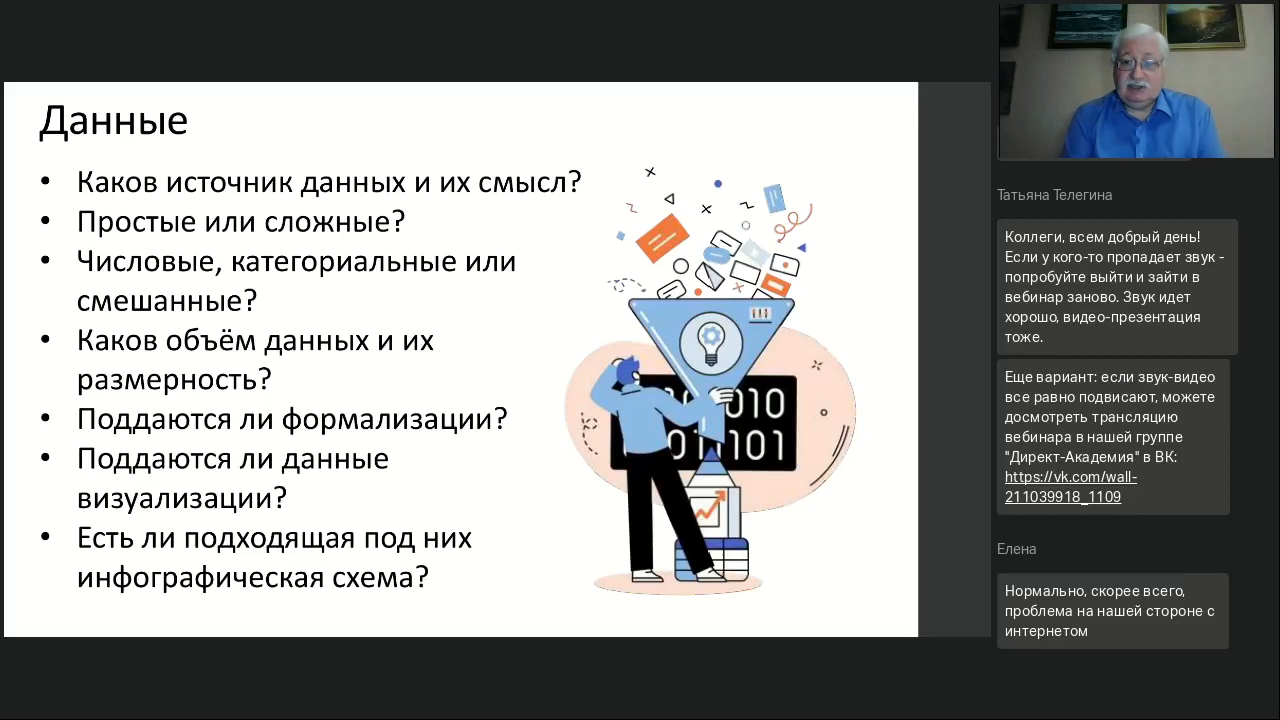 Данные
• Каков источник данных и их смысл?
• Простые или сложные?
• Числовые, категориальные или
смешанные?
• Каков объём данных и их
размерность?
• Поддаются ли формализации?
• Поддаются ли данные
визуализации?
• Есть ли подходящая под них
инфографическая схема?
010
101
Татьяна Телегина
Коллеги, всем добрый день!
Если у кого-то пропадает звук -
попробуйте выйти и зайти в
вебинар заново. Звук идет
хорошо, видео-презентация
тоже.
Еще вариант: если звук-видео
все равно подвисают, можете
досмотреть трансляцию
вебинара в нашей группе
"Директ-Академия" в ВК:
https://vk.com/wall-
211039918_1109
Елена
Нормально, скорее всего,
проблема на нашей стороне с
интернетом